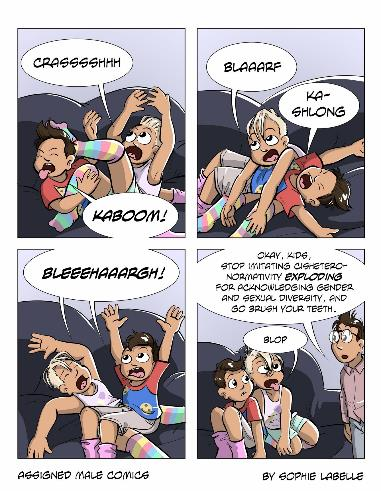 CRASSSSHHH
KABOOM!
BLAAARF
KA-
SHLONG
BLEEEHAAARGH!
OKAY, KIDS,
STOP IMITATING CISHETERO-
NORMATIVITY EXPLODING
FOR ACKNOWLEDGING GENDER
AND SEXUAL DIVERSITY, AND
GO BRUSH YOUR TEETH.
BLOP
ASSIGNED MALE COMICS
BY SOPHIE LABELLE